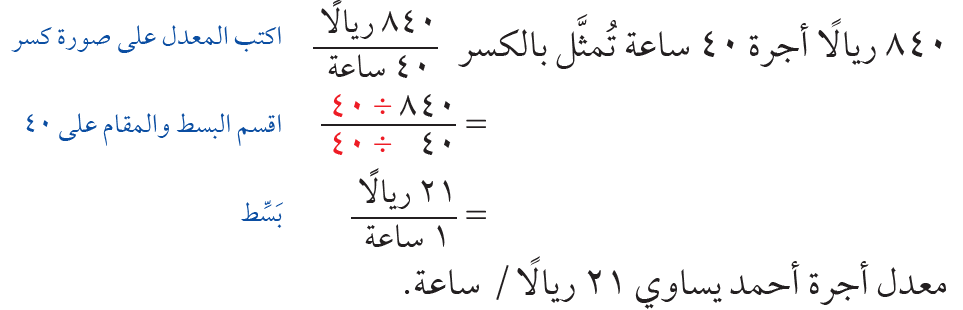 ٨٤٠ ريالًا أجرة ٤٠ ساعة تُمثَّل بالكسر ٨٤٠ ريالًا / ٤٠ ساعة اكتب المعدل على صورة كسر
= ٨٤٠ ÷ ٤٠ / ٤٠ ÷ ٤٠ اقسم البسط والمقام على ٤٠
= ٢١ ريالًا / ١ ساعة بَسِّط
معدل أجرة أحمد يساوي ٢١ ريالًا / ساعة.